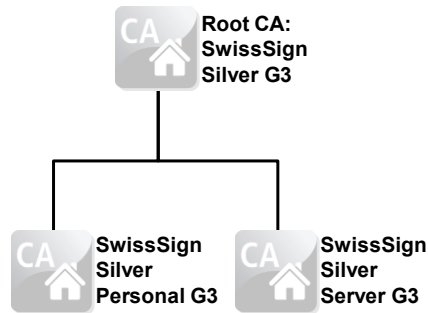 CA
Root CA:
SwissSign
Silver G3
CA
SwissSign
Silver
Personal G3
CA
SwissSign
Silver
Server G3